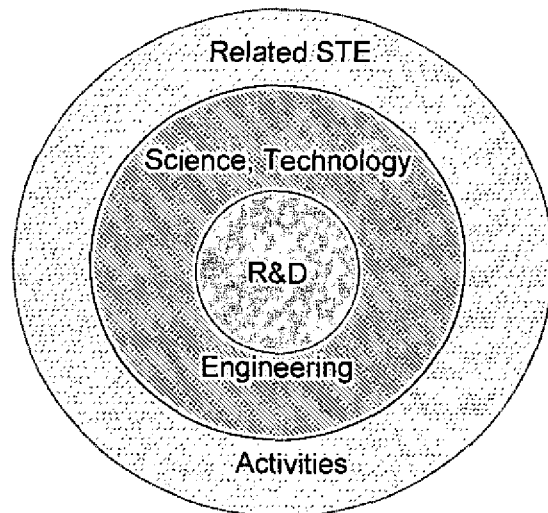 Related STE
Science, Technology
R&D
Engineering
Activities